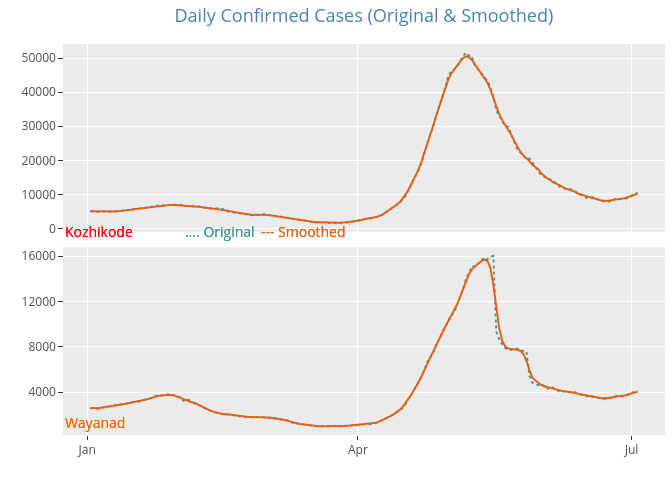 Daily Confirmed Cases (Original & Smoothed)
50000
40000
30000
20000
10000
0
Kozhikode .... Original --- Smoothed
16000
12000
8000
4000
Wayanad
Jan Apr Jul